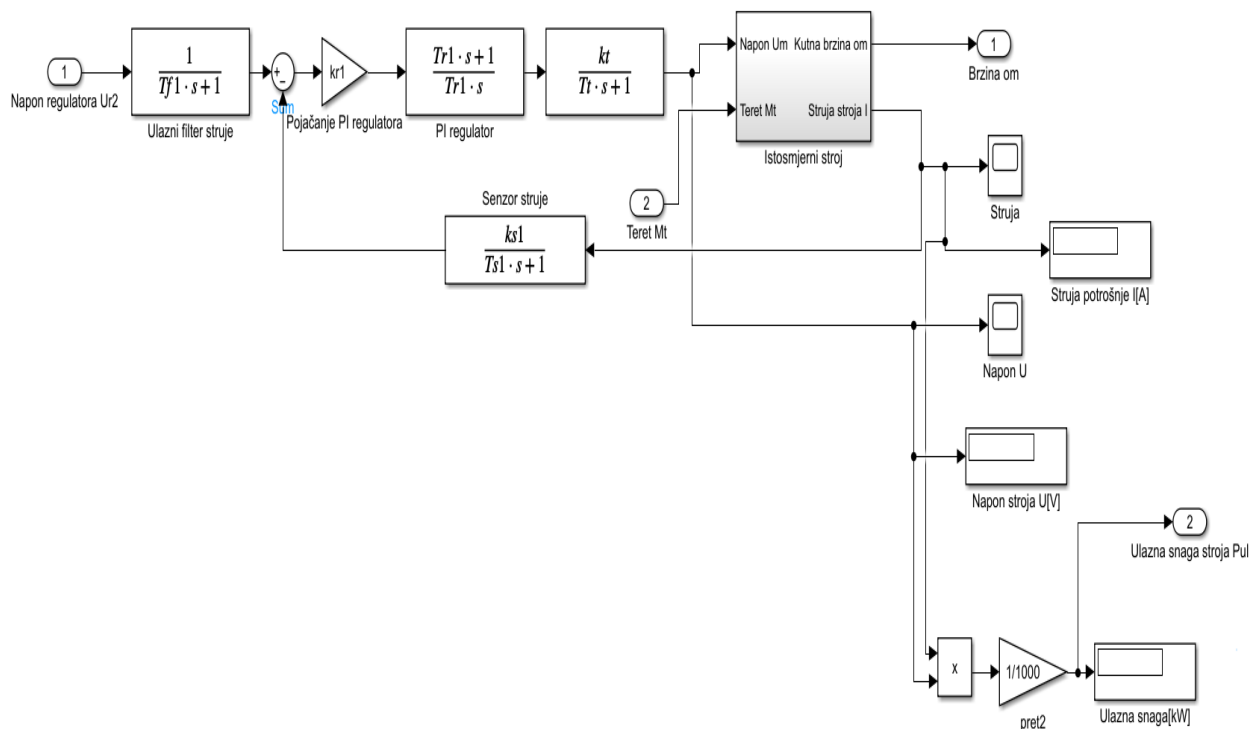 1
Napon regulatora Ur2
1
Tf1 · s+1
Ulazni filter struje
+
−
Sum
kr1
Pojačanje PI regulatora
Tr1 · s+1
Tr1 · s
PI regulator
kt
Tt · s+1
Napon Um
Kutna brzina om
Teret Mt
Struja stroja I
Istosmjerni stroj
1
Brzina om
Struja
Senzor struje
ks1
Ts1 · s+1
2
Teret Mt
Struja potrošnje I[A]
Napon U
Napon stroja U[V]
2
Ulazna snaga stroja Pul
x
1/1000
pret2
Ulazna snaga[kW]